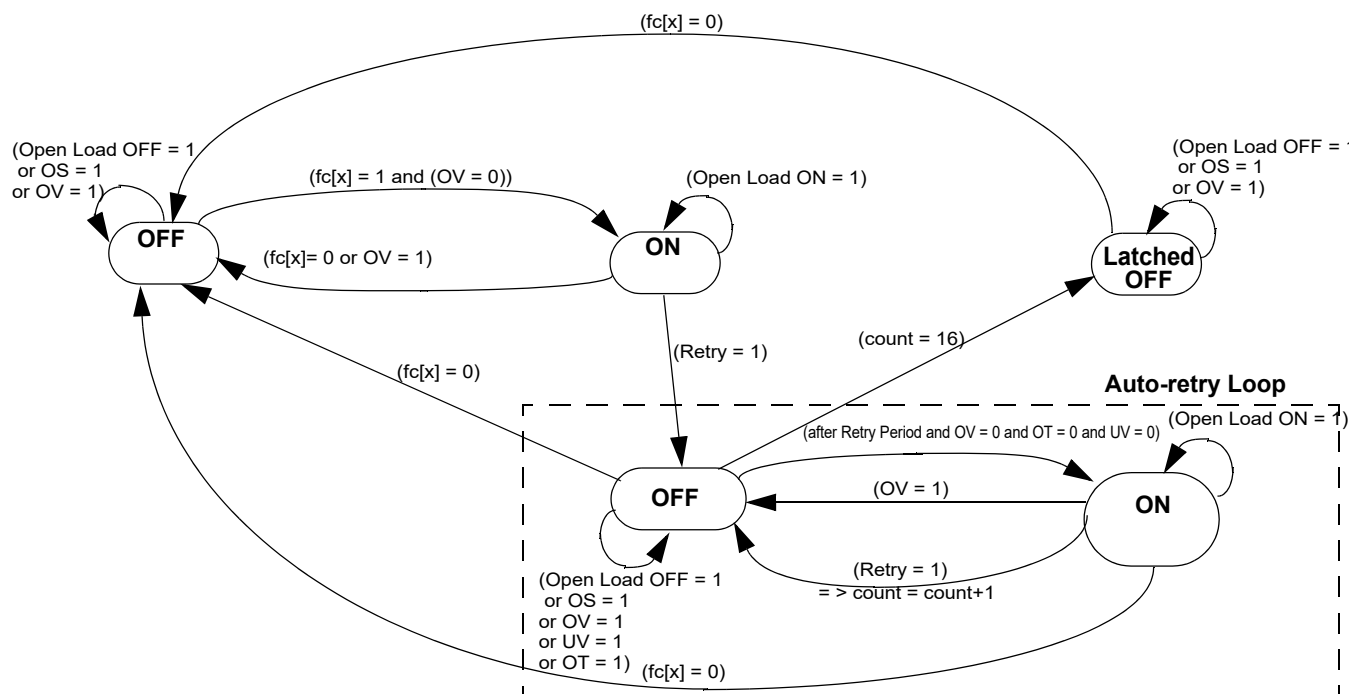 (fc[x] = 0)
(Open Load OFF = 1
or OS = 1
or OV = 1)
OFF
(fc[x] = 1 and (OV = 0))
(Open Load ON = 1)
ON
(fc[x]= 0 or OV = 1)
(Open Load OFF = 1
or OS = 1
or OV = 1)
Latched
OFF
(Retry = 1)
(count = 16)
(fc[x] = 0)
Auto-retry Loop
(Open Load ON = 1)
(after Retry Period and OV = 0 and OT = 0 and UV = 0)
OFF
(OV = 1)
ON
(Retry = 1)
= > count = count+1
(Open Load OFF = 1
or OS = 1
or OV = 1
or UV = 1
or OT = 1)
(fc[x] = 0)